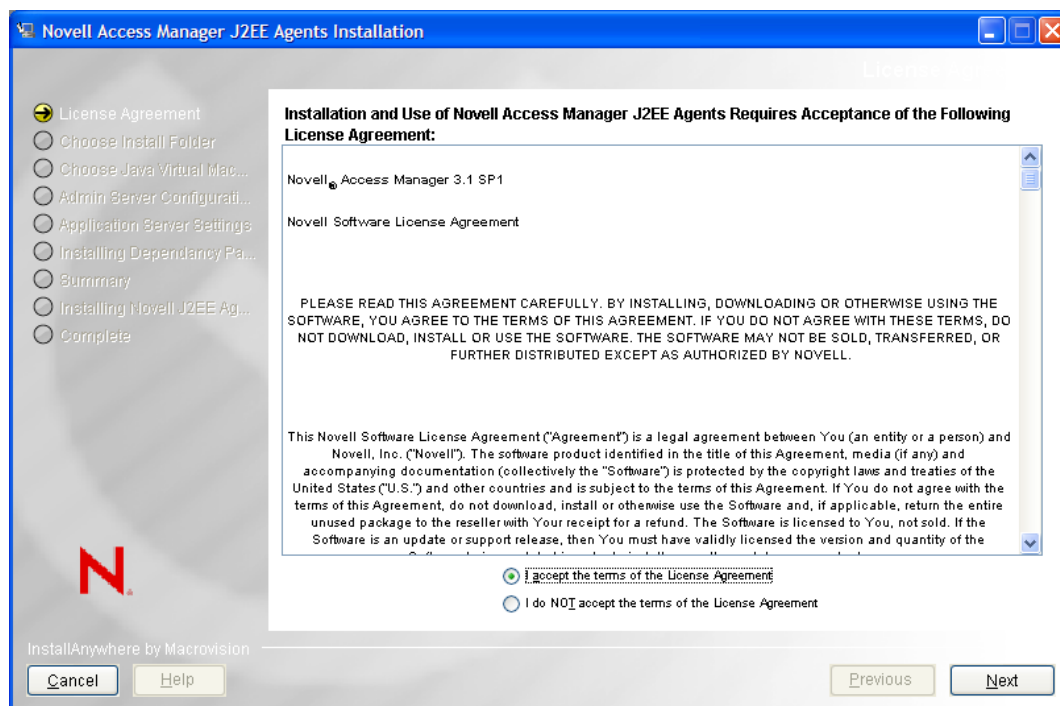 Novell Access Manager J2EE Agents Installation
License Agreement
License Agreement
Choose Install Folder
Choose Java Virtual Mac...
Admin Server Configurati...
Application Server Settings
Installing Dependancy Pa...
Summary
Installing Novell J2EE Ag...
Complete
Installation and Use of Novell Access Manager J2EE Agents Requires Acceptance of the Following
License Agreement:
Novell® Access Manager 3.1 SP1
Novell Software License Agreement
PLEASE READ THIS AGREEMENT CAREFULLY. BY INSTALLING, DOWNLOADING OR OTHERWISE USING THE
SOFTWARE, YOU AGREE TO THE TERMS OF THIS AGREEMENT. IF YOU DO NOT AGREE WITH THESE TERMS, DO
NOT DOWNLOAD, INSTALL OR USE THE SOFTWARE. THE SOFTWARE MAY NOT BE SOLD, TRANSFERRED, OR
FURTHER DISTRIBUTED EXCEPT AS AUTHORIZED BY NOVELL.
This Novell Software License Agreement ("Agreement") is a legal agreement between You (an entity or a person) and
Novell, Inc. ("Novell"). The software product identified in the title of this Agreement, media (if any) and
accompanying documentation (collectively the "Software") is protected by the copyright laws and treaties of the
United States ("U.S.") and other countries and is subject to the terms of this Agreement. If You do not agree with the
terms of this Agreement, do not download, install or otherwise use the Software and, if applicable, return the entire
unused package to the reseller with Your receipt for a refund. The Software is licensed to You, not sold. If the
Software is an update or support release, then You must have validly licensed the version and quantity of the
I accept the terms of the License Agreement
I do NOT accept the terms of the License Agreement
N
InstallAnywhere by Macrovision
Cancel
Help
Previous
Next